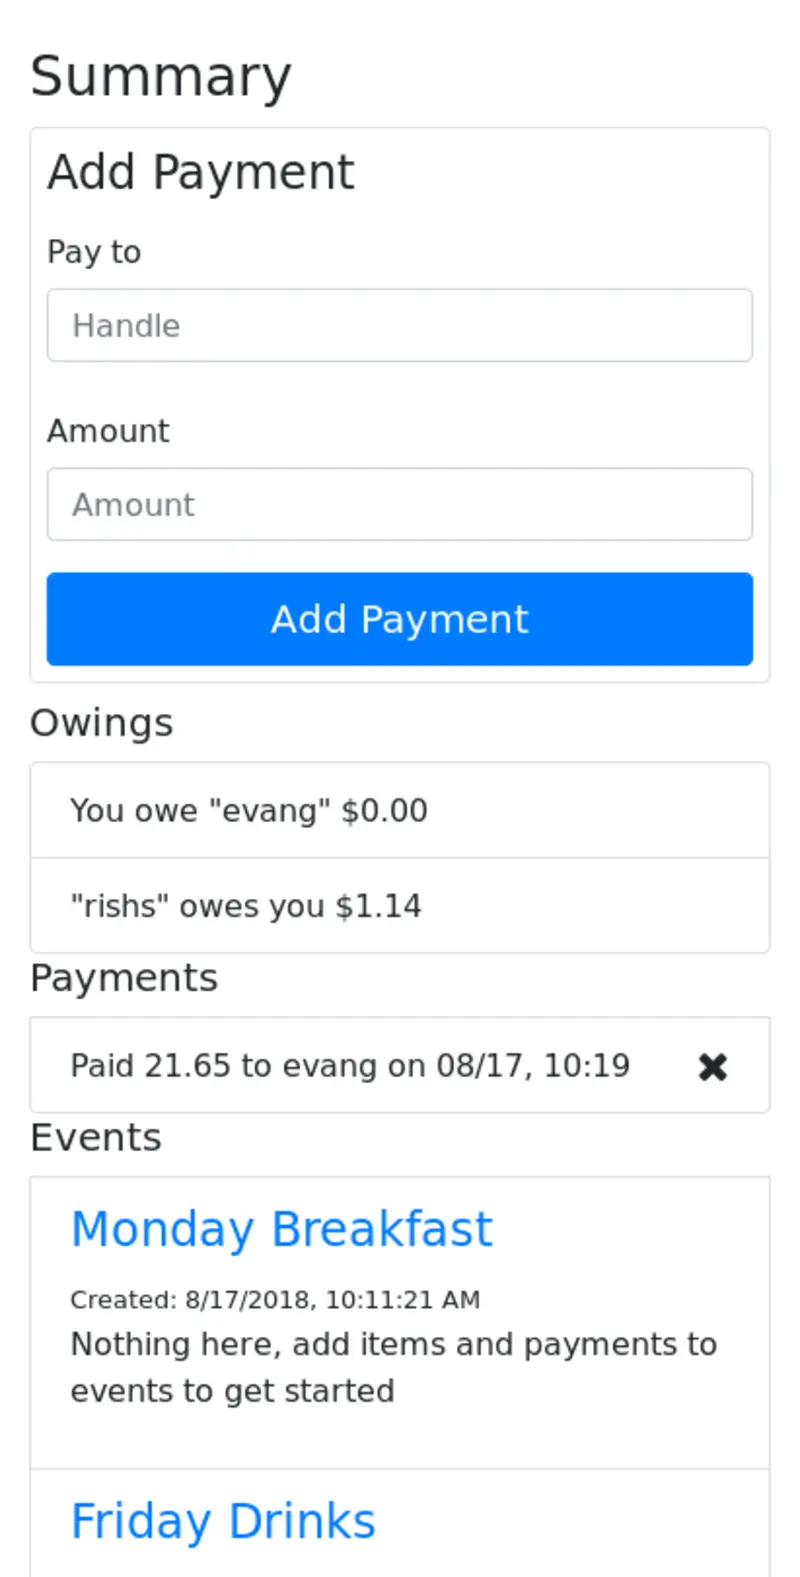 Summary
Add Payment
Pay to
Handle
Amount
Amount
Add Payment
Owings
You owe "evang" $0.00
"rishs" owes you $1.14
Payments
Paid 21.65 to evang on 08/17, 10:19 ✖
Events
Monday Breakfast
Created: 8/17/2018, 10:11:21 AM
Nothing here, add items and payments to
events to get started
Friday Drinks